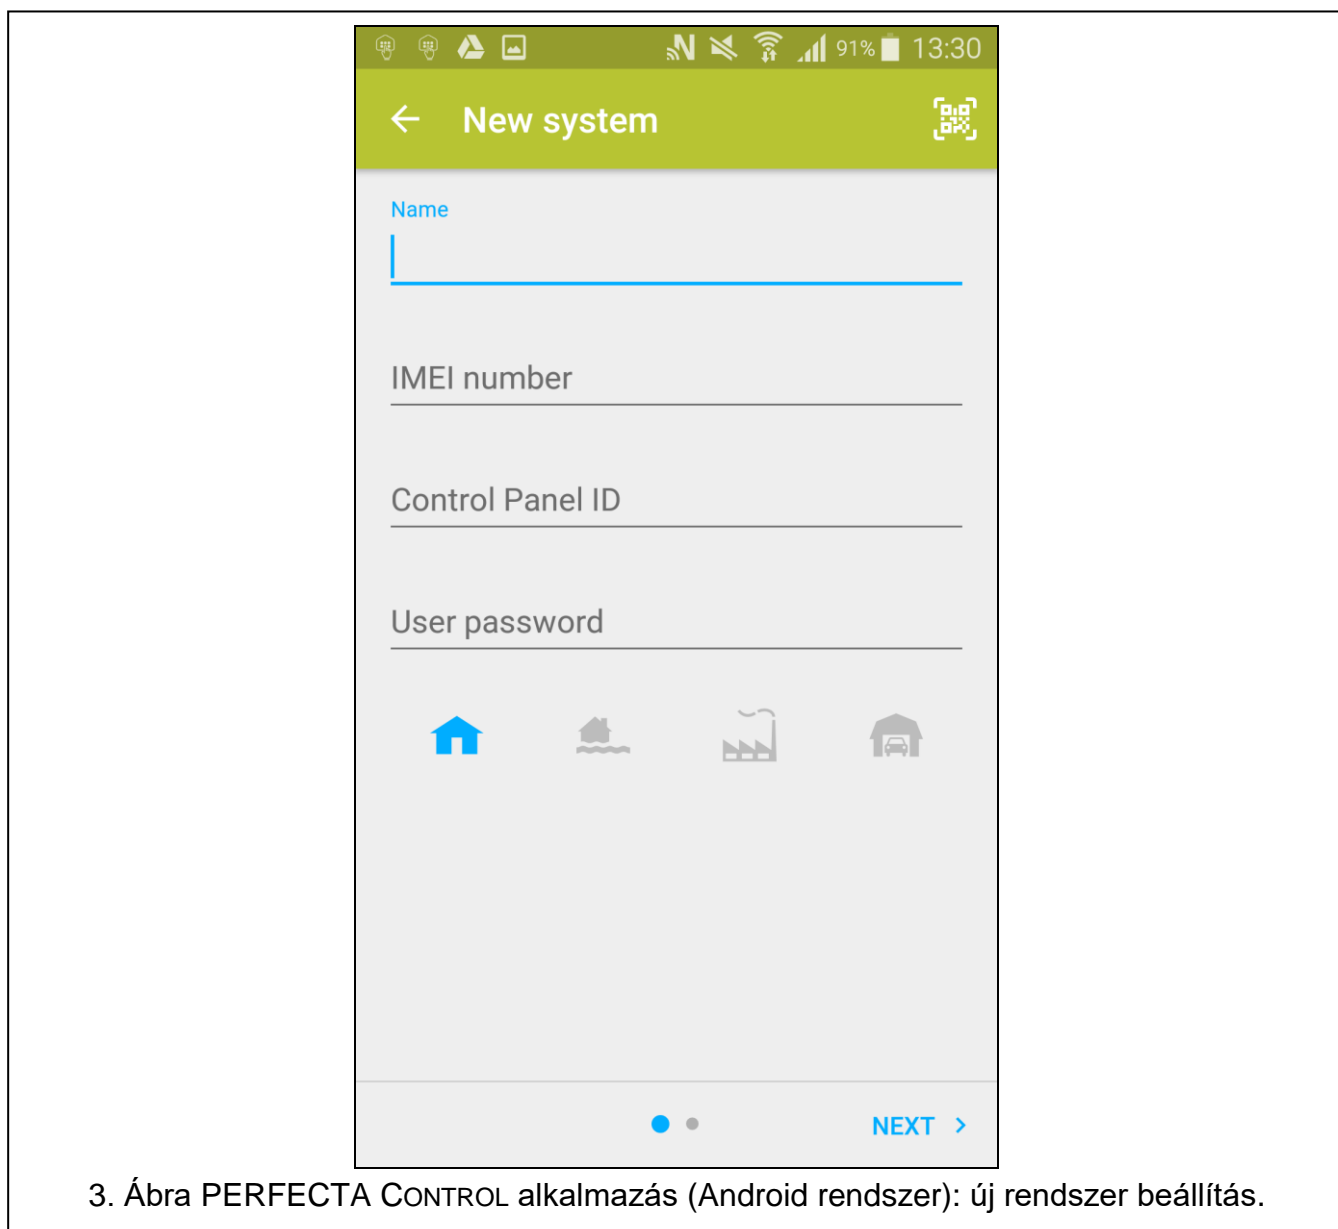 91% 13:30
New system
Name
IMEI number
Control Panel ID
User password
NEXT
3. Ábra PERFECTA CONTROL alkalmazás (Android rendszer): új rendszer beállítás.